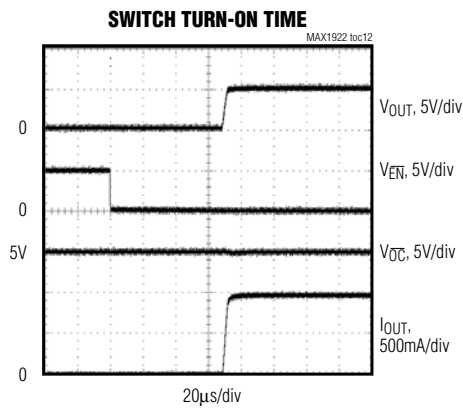 SWITCH TURN-ON TIME
MAX1922 toc12
VOUT, 5V/div
0
VEN, 5V/div
0
5V
VOC, 5V/div
IOUT,
500mA/div
0
20μs/div